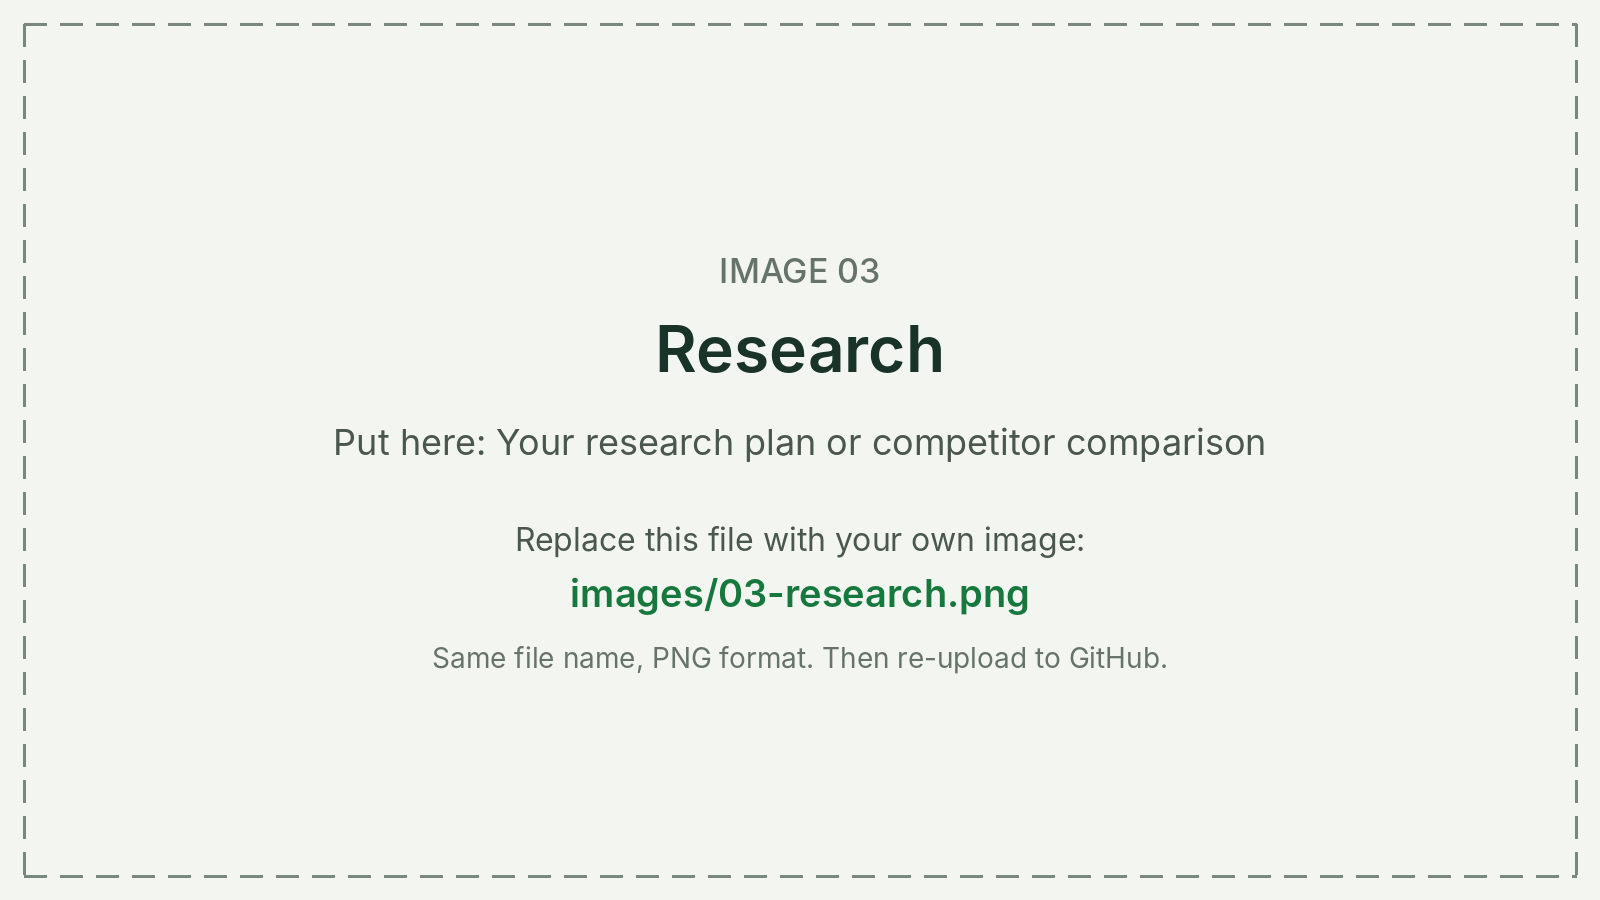 IMAGE 03
Research
Put here: Your research plan or competitor comparison
Replace this file with your own image:
images/03-research.png
Same file name, PNG format. Then re-upload to GitHub.